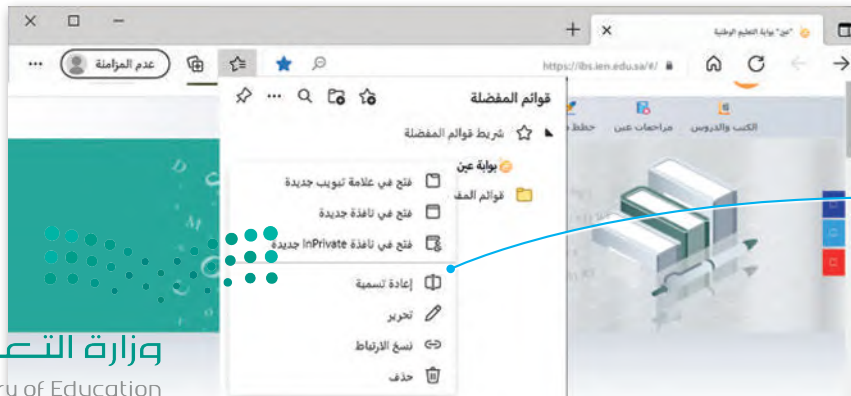 "عين" بوابة التعليم الوطنية
https://ibs.ien.edu.sa/#/
عدم المزامنة
قوائم المفضلة
شريط قوائم المفضلة
بوابة عين
قوائم المف
الكتب والدروس
مراجعات عين
خطط
فتح في علامة تبويب جديدة
فتح في نافذة جديدة
فتح في نافذة InPrivate جديدة
إعادة تسمية
تحرير
نسخ الارتباط
حذف
وزارة التع
ry of Education